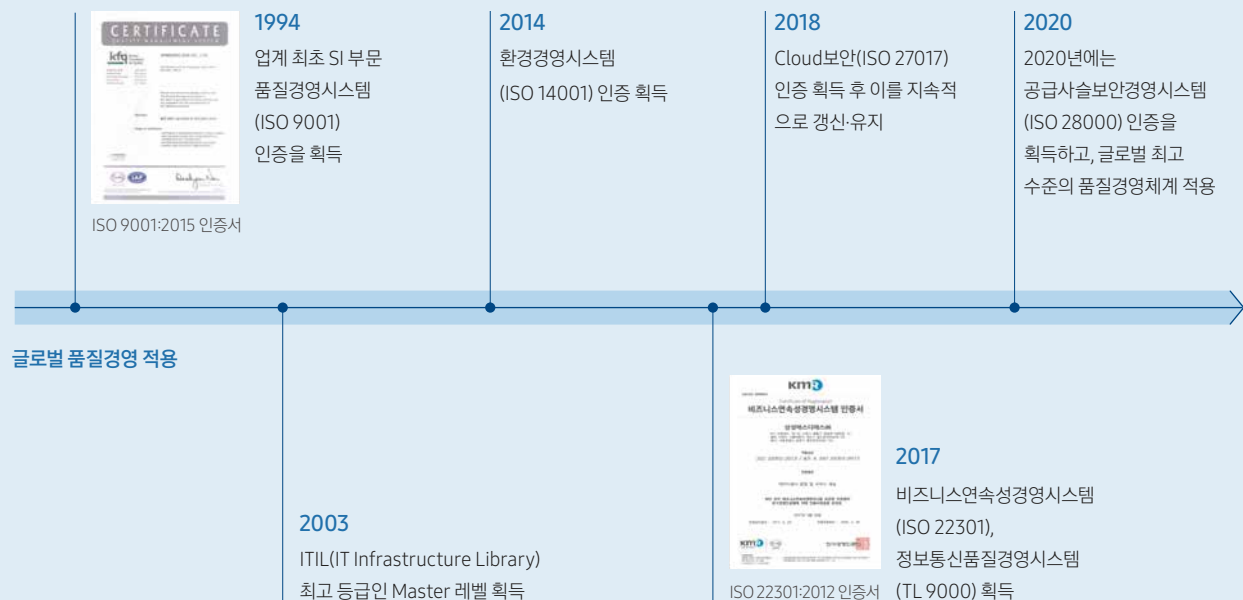 CERTIFICATE
QUALITY MANAGEMENT SYSTEM
kfq
ISO 9001:2015 인증서
1994
업계 최초 SI 부문
품질경영시스템
(ISO 9001)
인증을 획득
2014
환경경영시스템
(ISO 14001) 인증 획득
2018
Cloud보안(ISO 27017)
인증 획득 후 이를 지속적
으로 갱신·유지
2020
2020년에는
공급사슬보안경영시스템
(ISO 28000) 인증을
획득하고, 글로벌 최고
수준의 품질경영체계 적용
글로벌 품질경영 적용
2003
ITIL(IT Infrastructure Library)
최고 등급인 Master 레벨 획득
KMR
비즈니스연속성경영시스템 인증서
ISO 22301:2012 인증서
2017
비즈니스연속성경영시스템
(ISO 22301),
정보통신품질경영시스템
(TL 9000) 획득